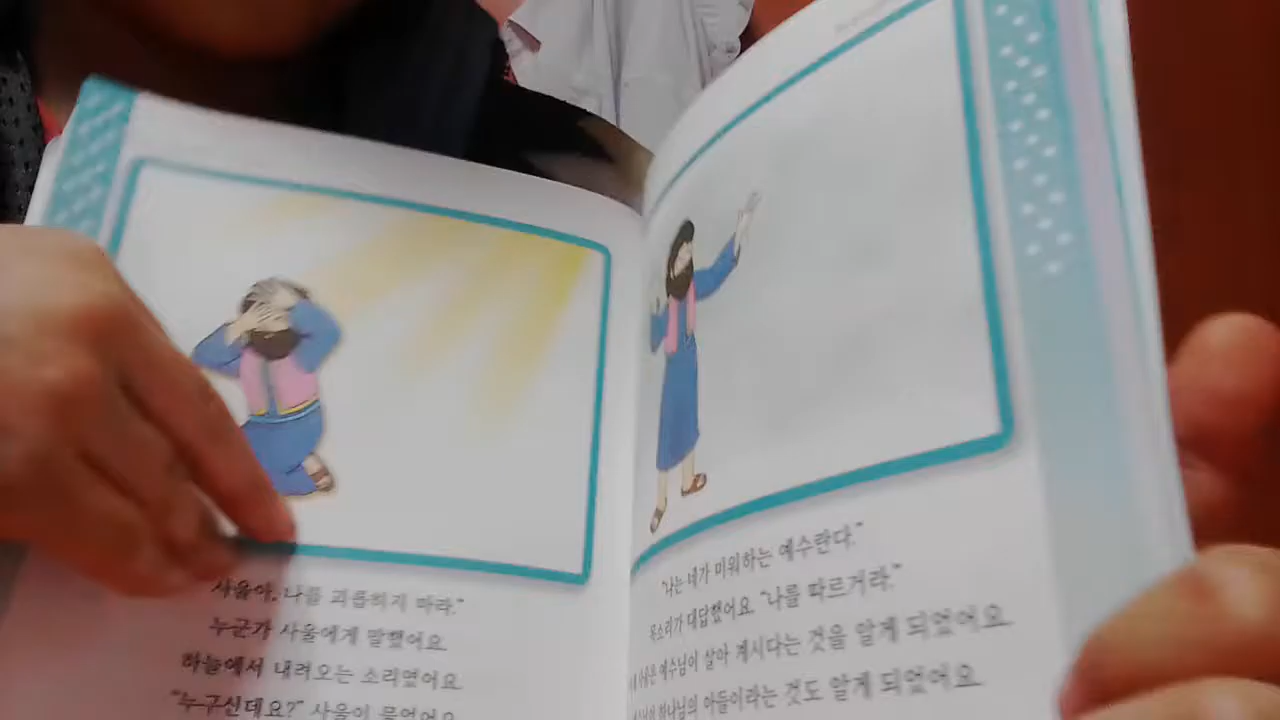 사울아, 나를 괴롭히지 마라."
누군가 사울에게 말했어요.
하늘에서 내려오는 소리였어요.
"누구신데요?" 사울이 물었어요.
"나는 네가 미워하는 예수란다."
목소리가 대답했어요. "나를 따르거라."
사울은 예수님이 살아 계시다는 것을 알게 되었어요.
하나님의 아들이라는 것도 알게 되었어요.